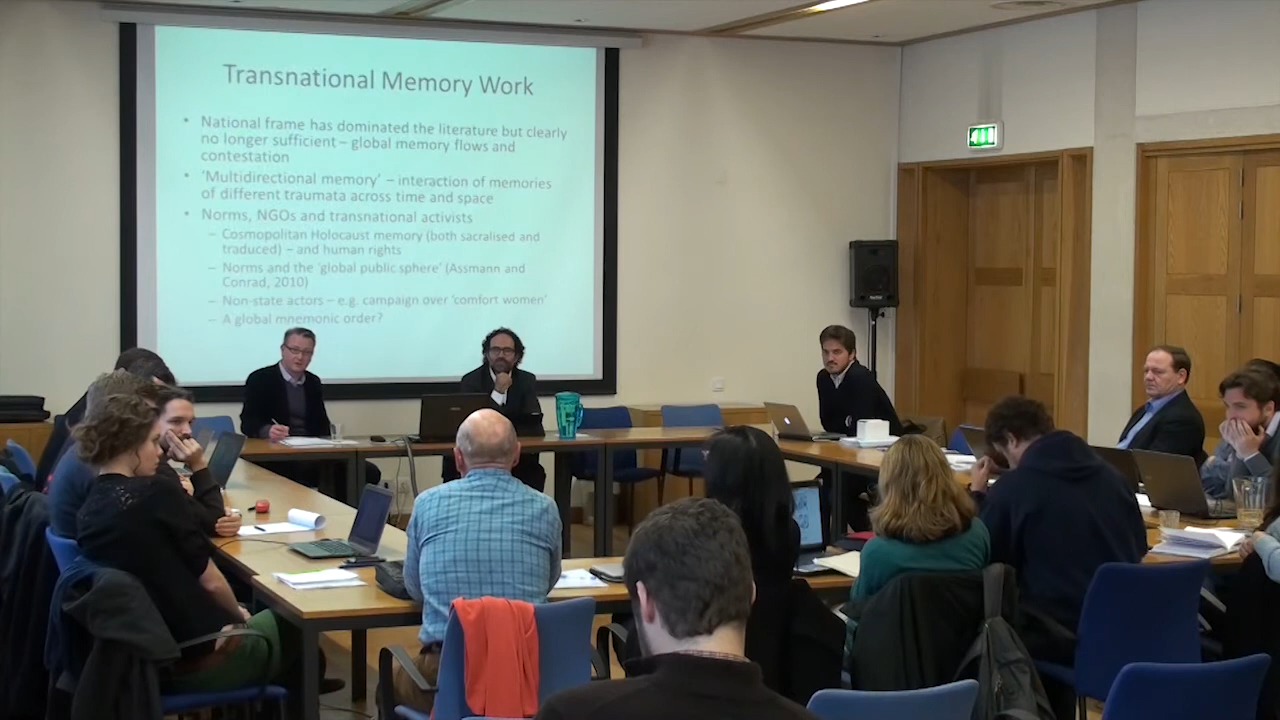 Transnational Memory Work
• National frame has dominated the literature but clearly
no longer sufficient – global memory flows and
contestation
• 'Multidirectional memory' – interaction of memories
of different traumata across time and space
• Norms, NGOs and transnational activists
– Cosmopolitan Holocaust memory (both sacralised and
traduced) – and human rights
– Norms and the 'global public sphere' (Assmann and
Conrad, 2010)
– Non-state actors – e.g. campaign over 'comfort women'
– A global mnemonic order?